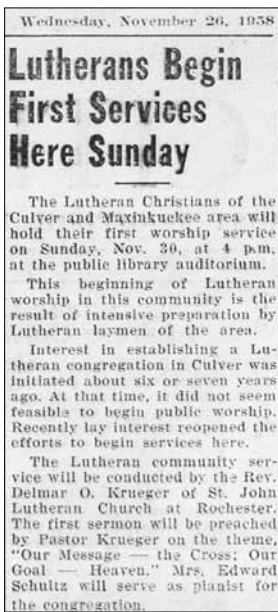 Wednesday, November 26, 1958
Lutherans Begin
First Services
Here Sunday
The Lutheran Christians of the
Culver and Maxinkuckee area will
hold their first worship service
on Sunday, Nov. 30, at 4 p.m.
at the public library auditorium.
This beginning of Lutheran
worship in this community is the
result of intensive preparation by
Lutheran laymen of the area.
Interest in establishing a Lu-
theran congregation in Culver was
initiated about six or seven years
ago. At that time, it did not seem
feasible to begin public worship.
Recently lay interest reopened the
efforts to begin services here.
The Lutheran community ser-
vice will be conducted by the Rev.
Delmar O. Krueger of St. John
Lutheran Church at Rochester.
The first sermon will be preached
by Pastor Krueger on the theme,
"Our Message — the Cross; Our
Goal — Heaven." Mrs. Edward
Schultz will serve as pianist for
the congregation.